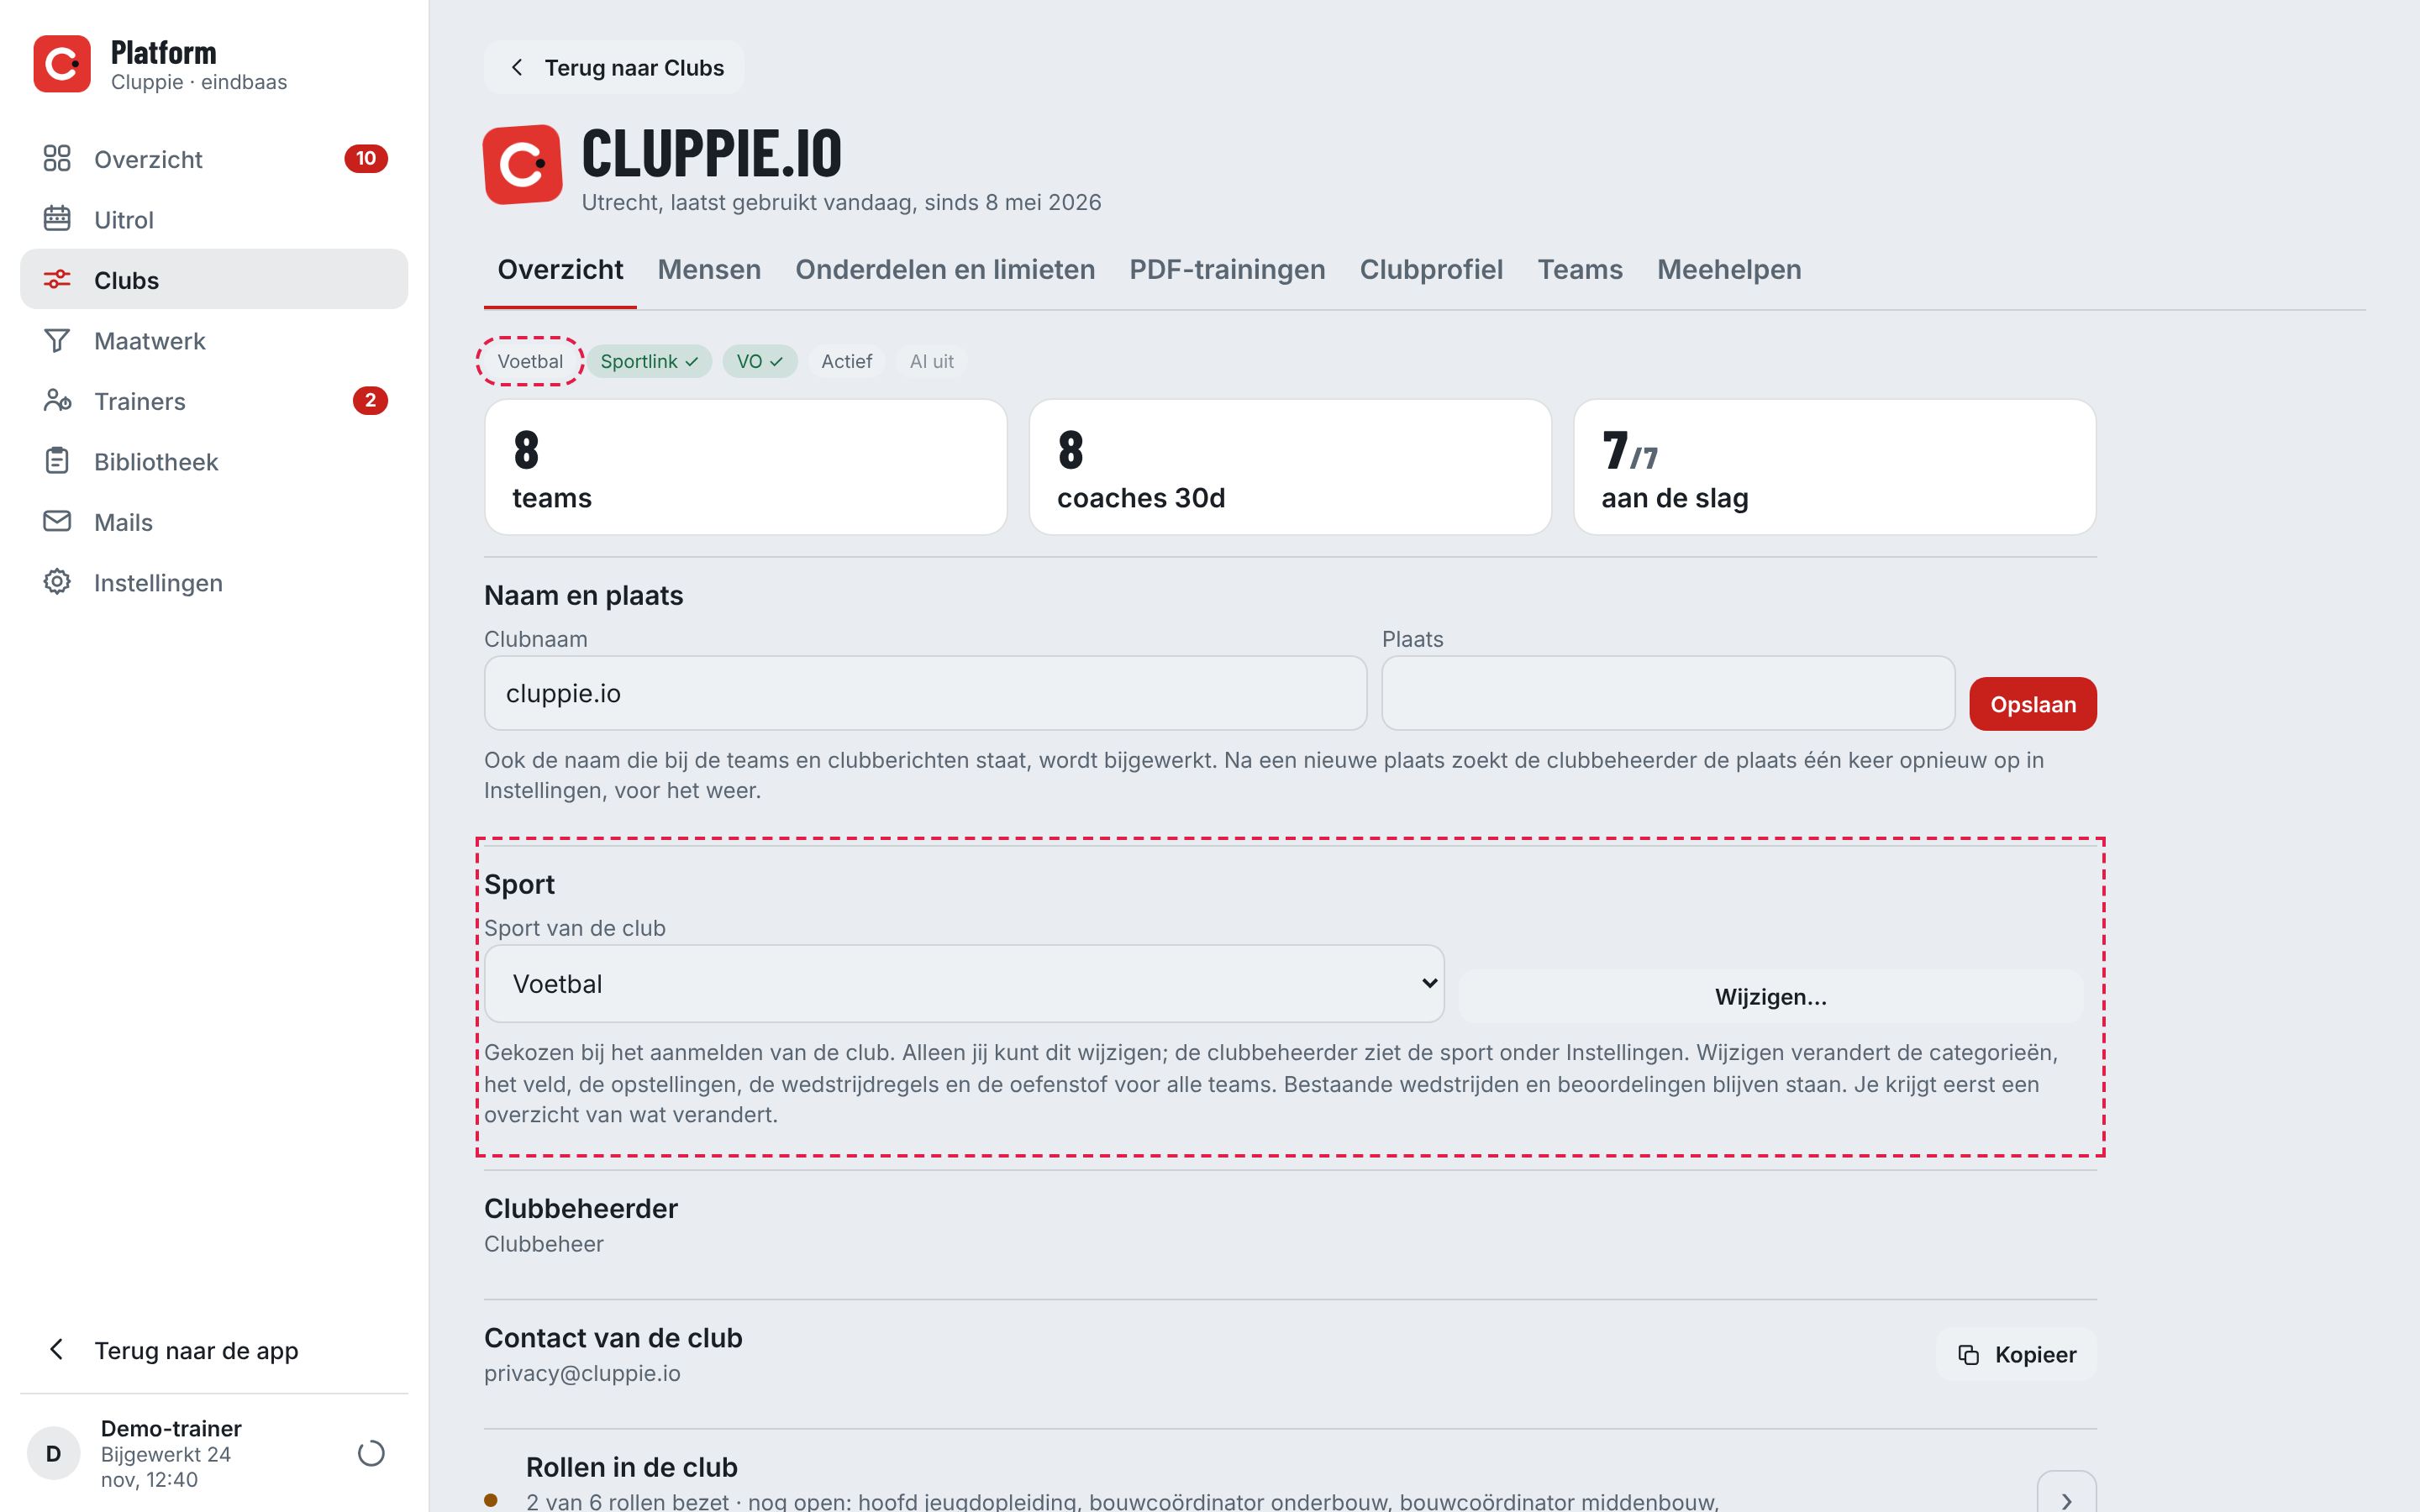 Platform
Cluppie · eindbaas
Overzicht 10
Uitrol
Clubs
Maatwerk
Trainers 2
Bibliotheek
Mails
Instellingen
Terug naar de app
D
Demo-trainer
Bijgewerkt 24
nov, 12:40
Terug naar Clubs
CLUPPIE.IO
Utrecht, laatst gebruikt vandaag, sinds 8 mei 2026
Overzicht Mensen Onderdelen en limieten PDF-trainingen Clubprofiel Teams Meehelpen
Voetbal Sportlink ✓ VO ✓ Actief AI uit
8
teams
8
coaches 30d
7/7
aan de slag
Naam en plaats
Clubnaam Plaats
cluppie.io
Opslaan
Ook de naam die bij de teams en clubberichten staat, wordt bijgewerkt. Na een nieuwe plaats zoekt de clubbeheerder de plaats één keer opnieuw op in
Instellingen, voor het weer.
Sport
Sport van de club
Voetbal
Wijzigen...
Gekozen bij het aanmelden van de club. Alleen jij kunt dit wijzigen; de clubbeheerder ziet de sport onder Instellingen. Wijzigen verandert de categorieën,
het veld, de opstellingen, de wedstrijdregels en de oefenstof voor alle teams. Bestaande wedstrijden en beoordelingen blijven staan. Je krijgt eerst een
overzicht van wat verandert.
Clubbeheerder
Clubbeheer
Contact van de club
privacy@cluppie.io
Kopieer
Rollen in de club
2 van 6 rollen bezet · nog open: hoofd jeugdopleiding, bouwcoördinator onderbouw, bouwcoördinator middenbouw,